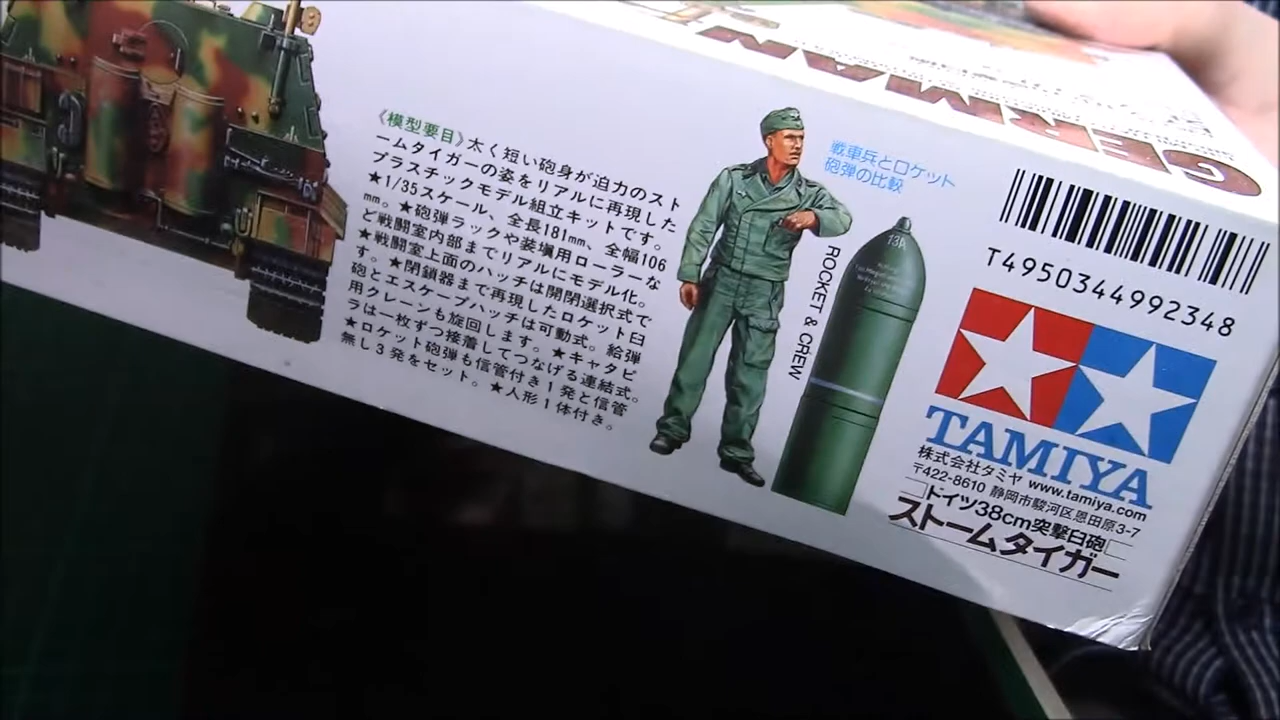 GERMAN
《模型要目》太く短い砲身が迫力のスト
ームタイガーの姿をリアルに再現した
プラスチックモデル組立キットです。
★1/35スケール、全長181mm、全幅106
mm。★砲弾ラックや装塡用ローラーな
ど戦闘室内部までリアルにモデル化。
★戦闘室上面のハッチは開閉選択式で
す。★閉鎖器まで再現したロケット臼
砲とエスケープハッチは可動式。給弾
用クレーンも旋回します。★キャタピ
ラは一枚ずつ接着してつなげる連結式。
★ロケット砲弾も信管付き1発と信管
無し3発をセット。★人形1体付き。
戦車兵とロケット
砲弾の比較
ROCKET & CREW
T4950344992348
TAMIYA
株式会社タミヤ www.tamiya.com
〒422-8610 静岡市駿河区恩田原3-7
ドイツ38cm突撃臼砲
ストームタイガー